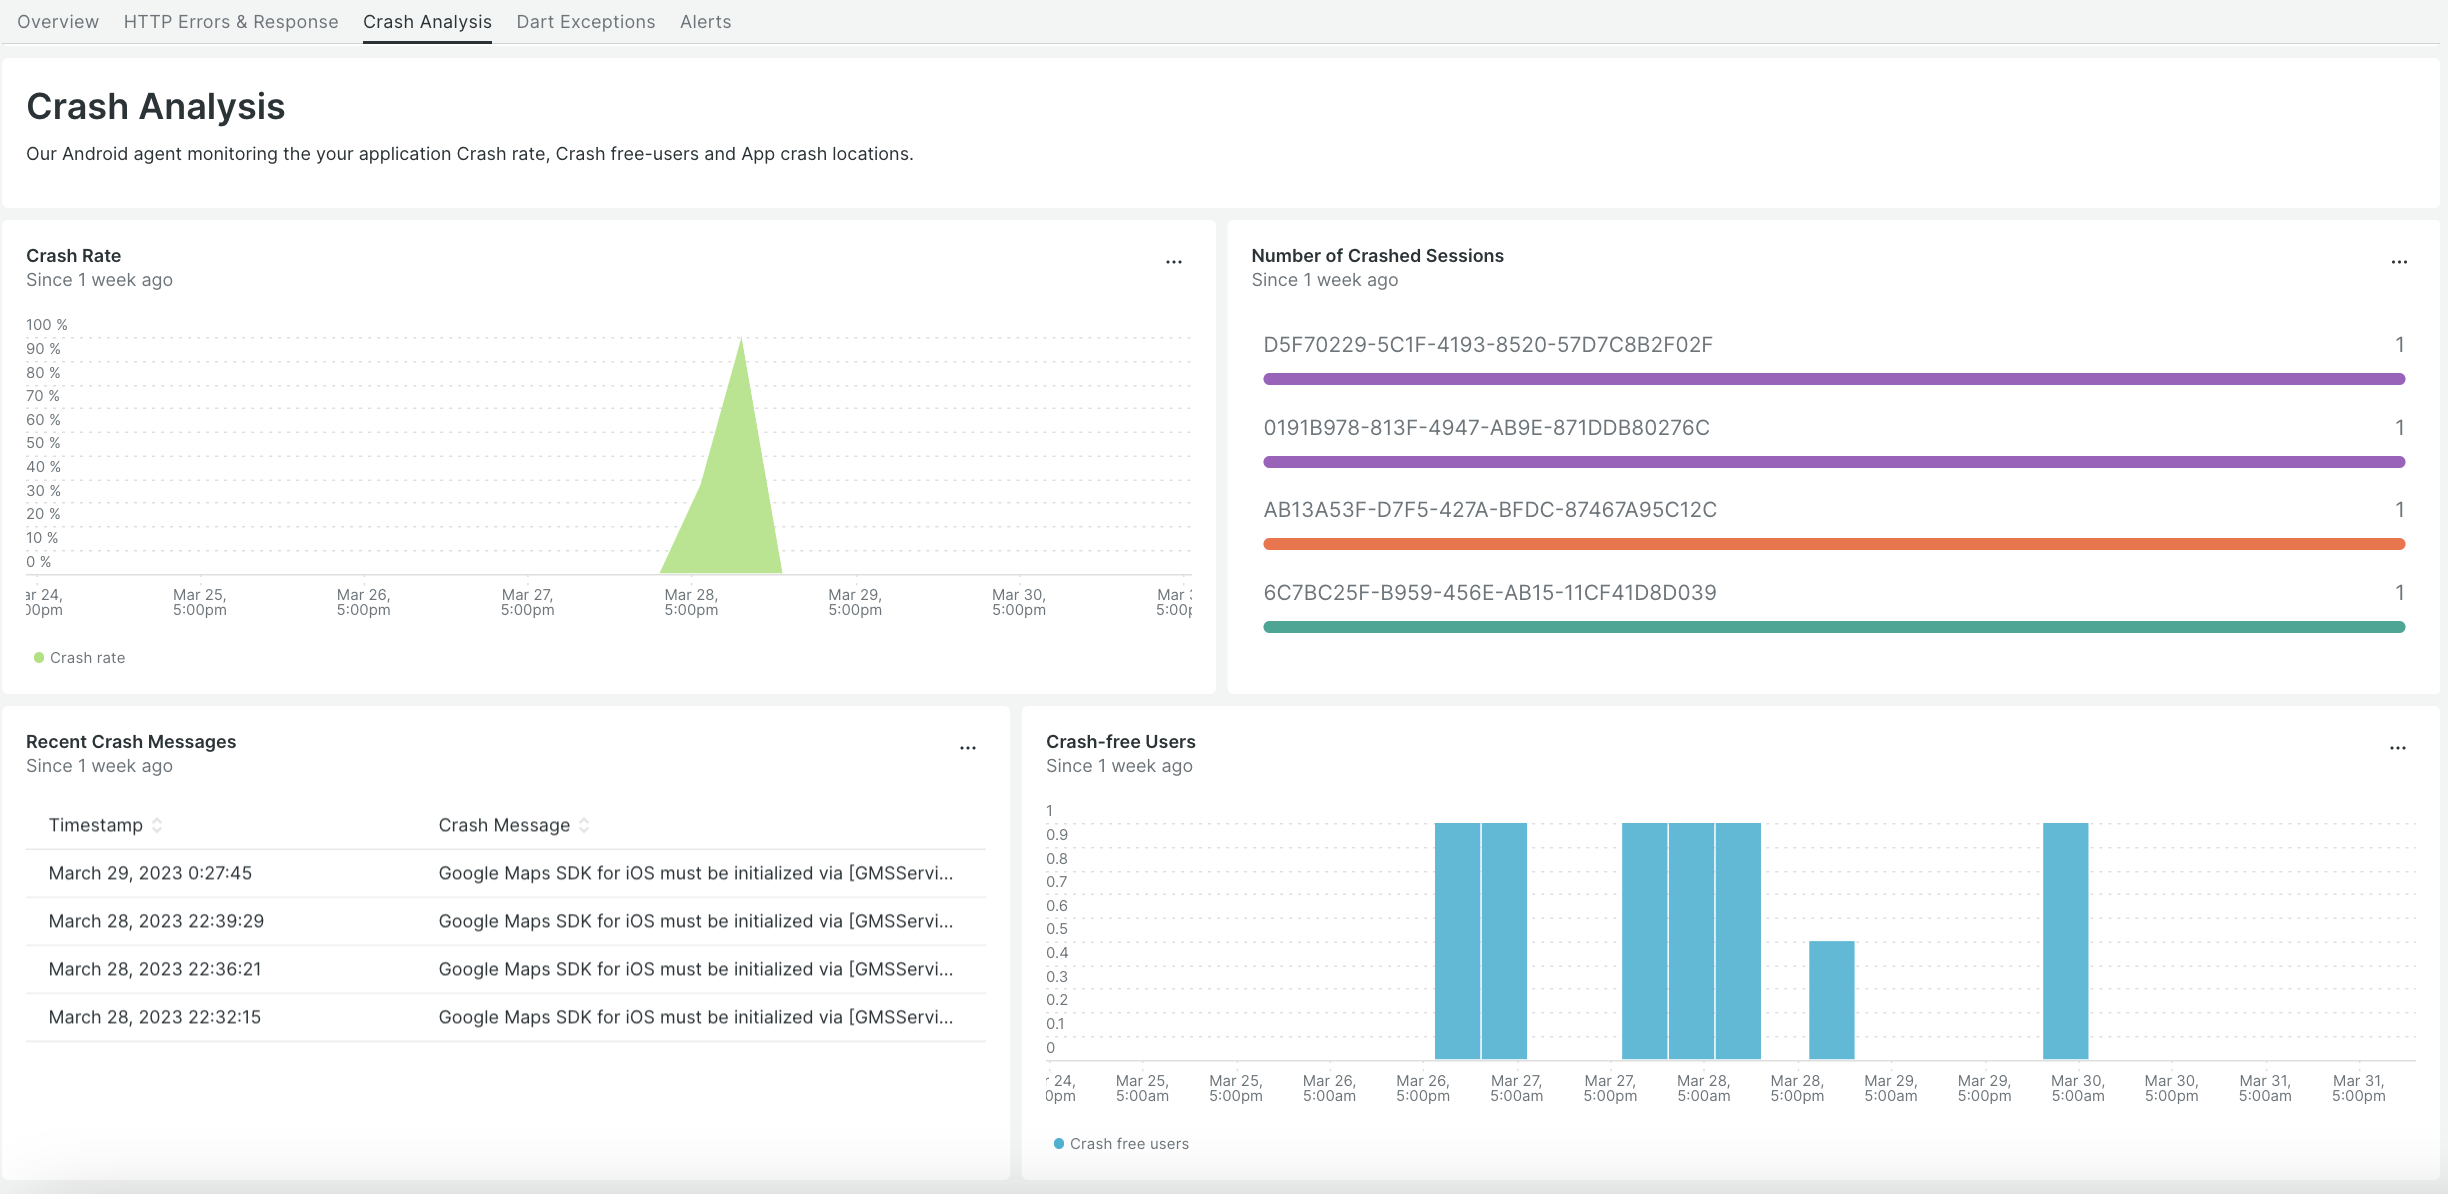 Overview HTTP Errors & Response Crash Analysis Dart Exceptions Alerts
Crash Analysis
Our Android agent monitoring the your application Crash rate, Crash free-users and App crash locations.
Crash Rate
Since 1 week ago
100 %
90 %
80 %
70 %
60 %
50 %
40 %
30 %
20 %
10 %
0 %
ar 24, Mar 25, Mar 26, Mar 27, Mar 28, Mar 29, Mar 30, Mar
00pm 5:00pm 5:00pm 5:00pm 5:00pm 5:00pm 5:00pm 5:00p
Crash rate
Number of Crashed Sessions
Since 1 week ago
D5F70229-5C1F-4193-8520-57D7C8B2F02F 1
0191B978-813F-4947-AB9E-871DDB80276C 1
AB13A53F-D7F5-427A-BFDC-87467A95C12C 1
6C7BC25F-B959-456E-AB15-11CF41D8D039 1
Recent Crash Messages
Since 1 week ago
Timestamp Crash Message
March 29, 2023 0:27:45 Google Maps SDK for iOS must be initialized via [GMSServi...
March 28, 2023 22:39:29 Google Maps SDK for iOS must be initialized via [GMSServi...
March 28, 2023 22:36:21 Google Maps SDK for iOS must be initialized via [GMSServi...
March 28, 2023 22:32:15 Google Maps SDK for iOS must be initialized via [GMSServi...
Crash-free Users
Since 1 week ago
1
0.9
0.8
0.7
0.6
0.5
0.4
0.3
0.2
0.1
0
r 24, Mar 25, Mar 25, Mar 26, Mar 26, Mar 27, Mar 27, Mar 28, Mar 28, Mar 29, Mar 29, Mar 30, Mar 30, Mar 31, Mar 31,
0pm 5:00am 5:00pm 5:00am 5:00pm 5:00am 5:00pm 5:00am 5:00pm 5:00am 5:00pm 5:00am 5:00pm 5:00am 5:00pm
Crash free users